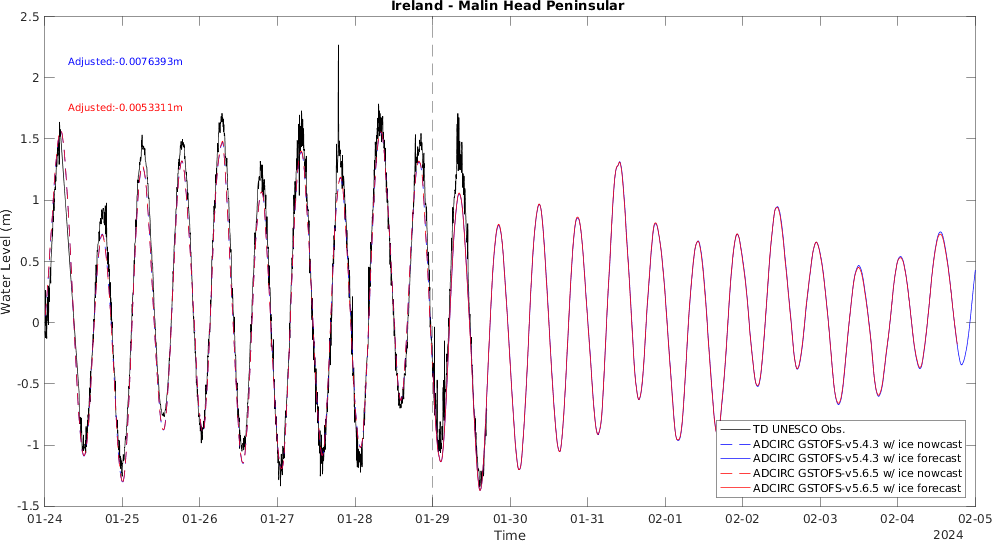 Ireland - Malin Head Peninsular
2.5
2
1.5
1
0.5
0
-0.5
-1
-1.5
Water Level (m)
Adjusted:-0.0076393m
Adjusted:-0.0053311m
TD UNESCO Obs.
ADCIRC GSTOFS-v5.4.3 w/ ice nowcast
ADCIRC GSTOFS-v5.4.3 w/ ice forecast
ADCIRC GSTOFS-v5.6.5 w/ ice nowcast
ADCIRC GSTOFS-v5.6.5 w/ ice forecast
01-24 01-25 01-26 01-27 01-28 01-29 01-30 01-31 02-01 02-02 02-03 02-04 02-05
Time
2024